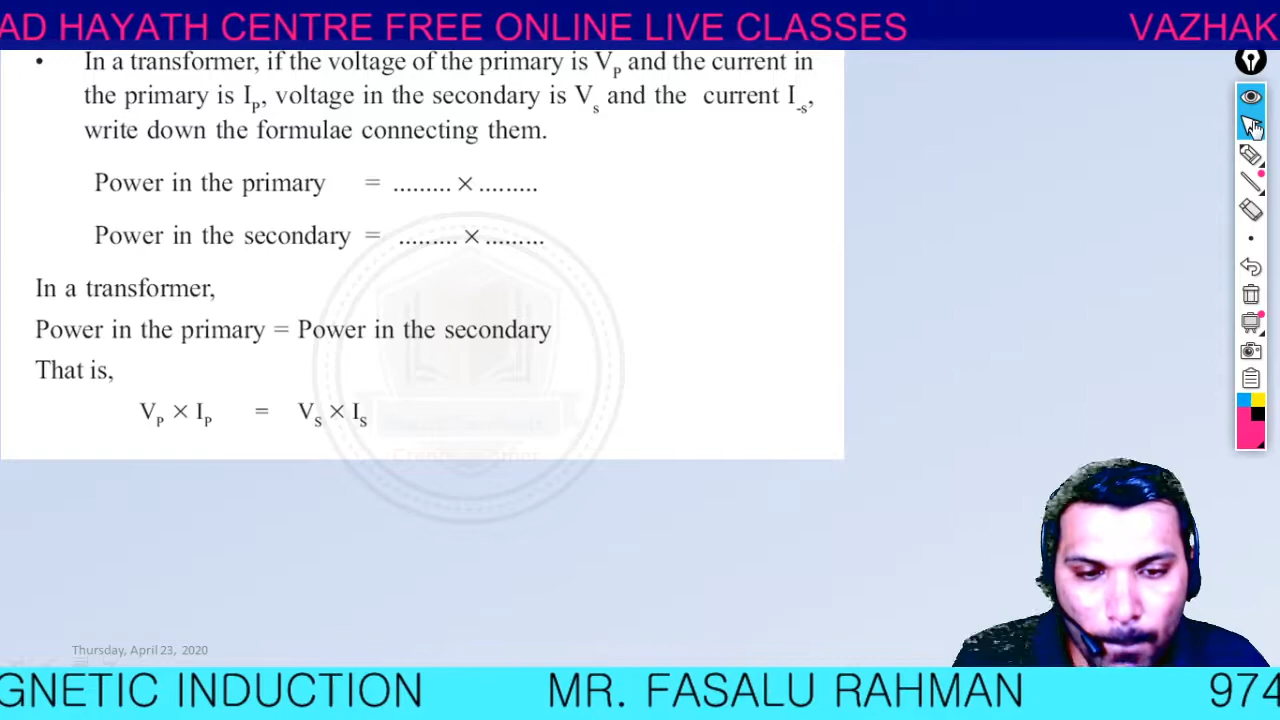 AD HAYATH CENTRE FREE ONLINE LIVE CLASSES VAZHAK
• In a transformer, if the voltage of the primary is VP and the current in
the primary is IP, voltage in the secondary is Vs and the current I-s,
write down the formulae connecting them.
Power in the primary = ......... × .........
Power in the secondary = ......... × .........
In a transformer,
Power in the primary = Power in the secondary
That is,
VP × IP = VS × IS
Thursday, April 23, 2020
GNETIC INDUCTION MR. FASALU RAHMAN 974